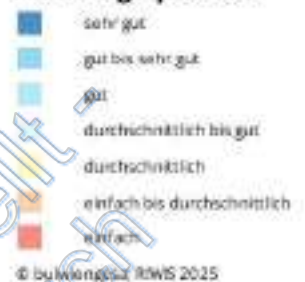 sehr gut
gut bis sehr gut
gut
durchschnittlich bis gut
durchschnittlich
einfach bis durchschnittlich
einfach
© bulwiengesa, RIWIS 2025